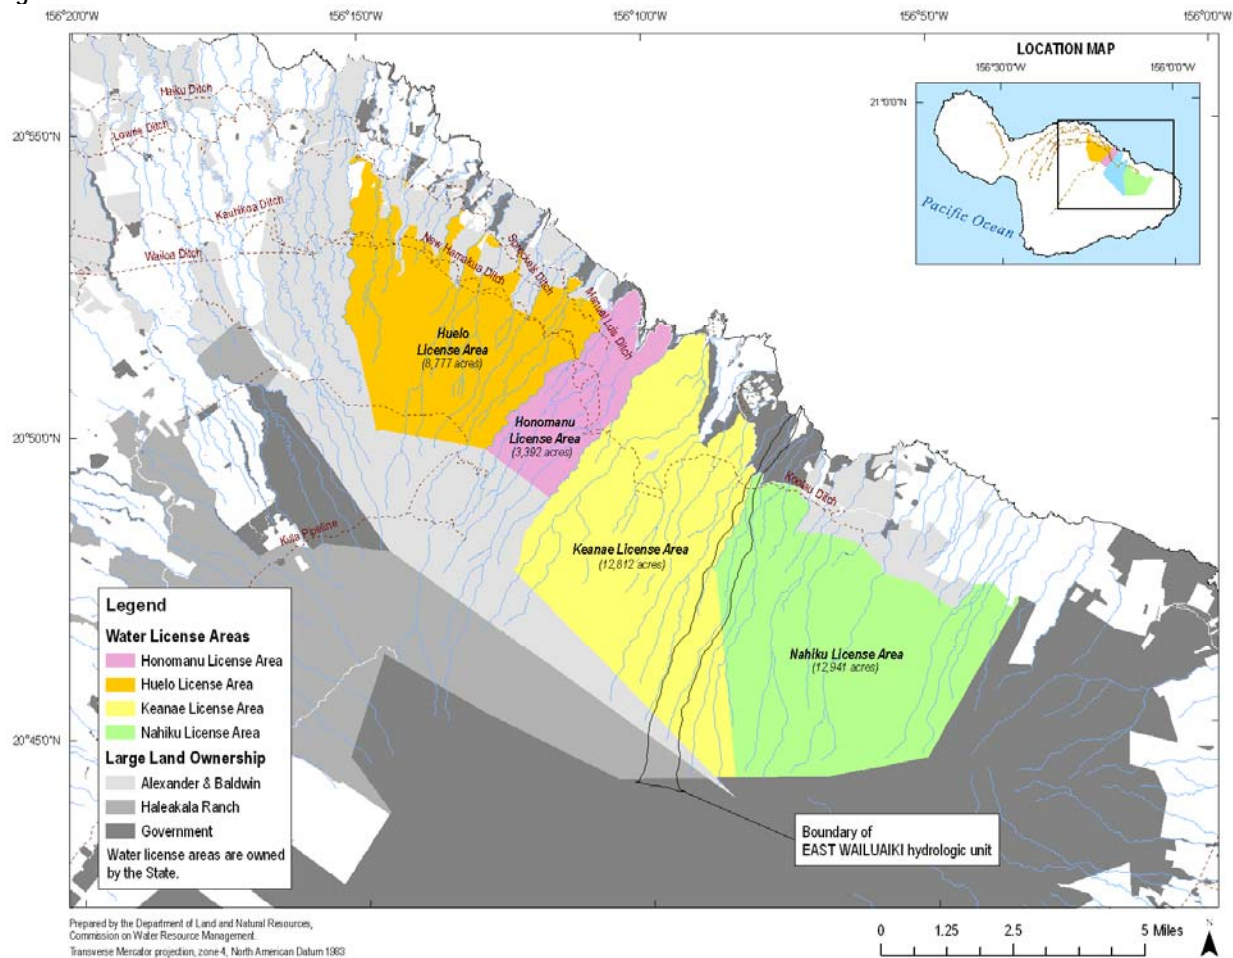 156°20'0"W
156°15'0"W
156°10'0"W
156°5'0"W
156°0'0"W
LOCATION MAP
156°30'0"W
156°0'0"W
21°0'0"N
Pacific Ocean
Haiku Ditch
Lowrie Ditch
20°55'0"N
Kauhikoa Ditch
Wailoa Ditch
New Hamakua Ditch
Spreckels Ditch
Manuel Luis Ditch
Huelo
License Area
(8,777 acres)
Honomanu
License Area
(3,392 acres)
20°50'0"N
Koolau Ditch
Kula Pipeline
Keanae License Area
(12,812 acres)
Nahiku License Area
(12,941 acres)
20°45'0"N
Legend
Water License Areas
Honomanu License Area
Huelo License Area
Keanae License Area
Nahiku License Area
Large Land Ownership
Alexander & Baldwin
Haleakala Ranch
Government
Water license areas are owned
by the State.
Boundary of
EAST WAILUAIKI hydrologic unit
Prepared by the Department of Land and Natural Resources,
Commission on Water Resource Management.
Transverse Mercator projection, zone 4, North American Datum 1983
0 1.25 2.5 5 Miles
N